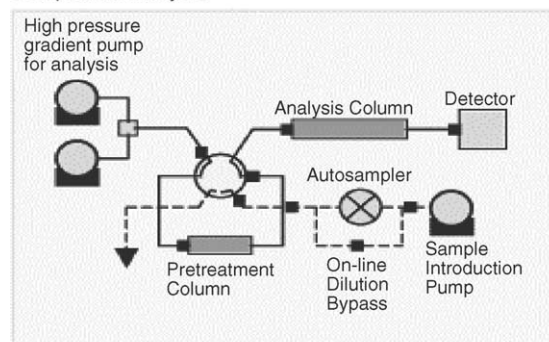 High pressure
gradient pump
for analysis
Analysis Column
Detector
Autosampler
Pretreatment
Column
On-line
Dilution
Bypass
Sample
Introduction
Pump